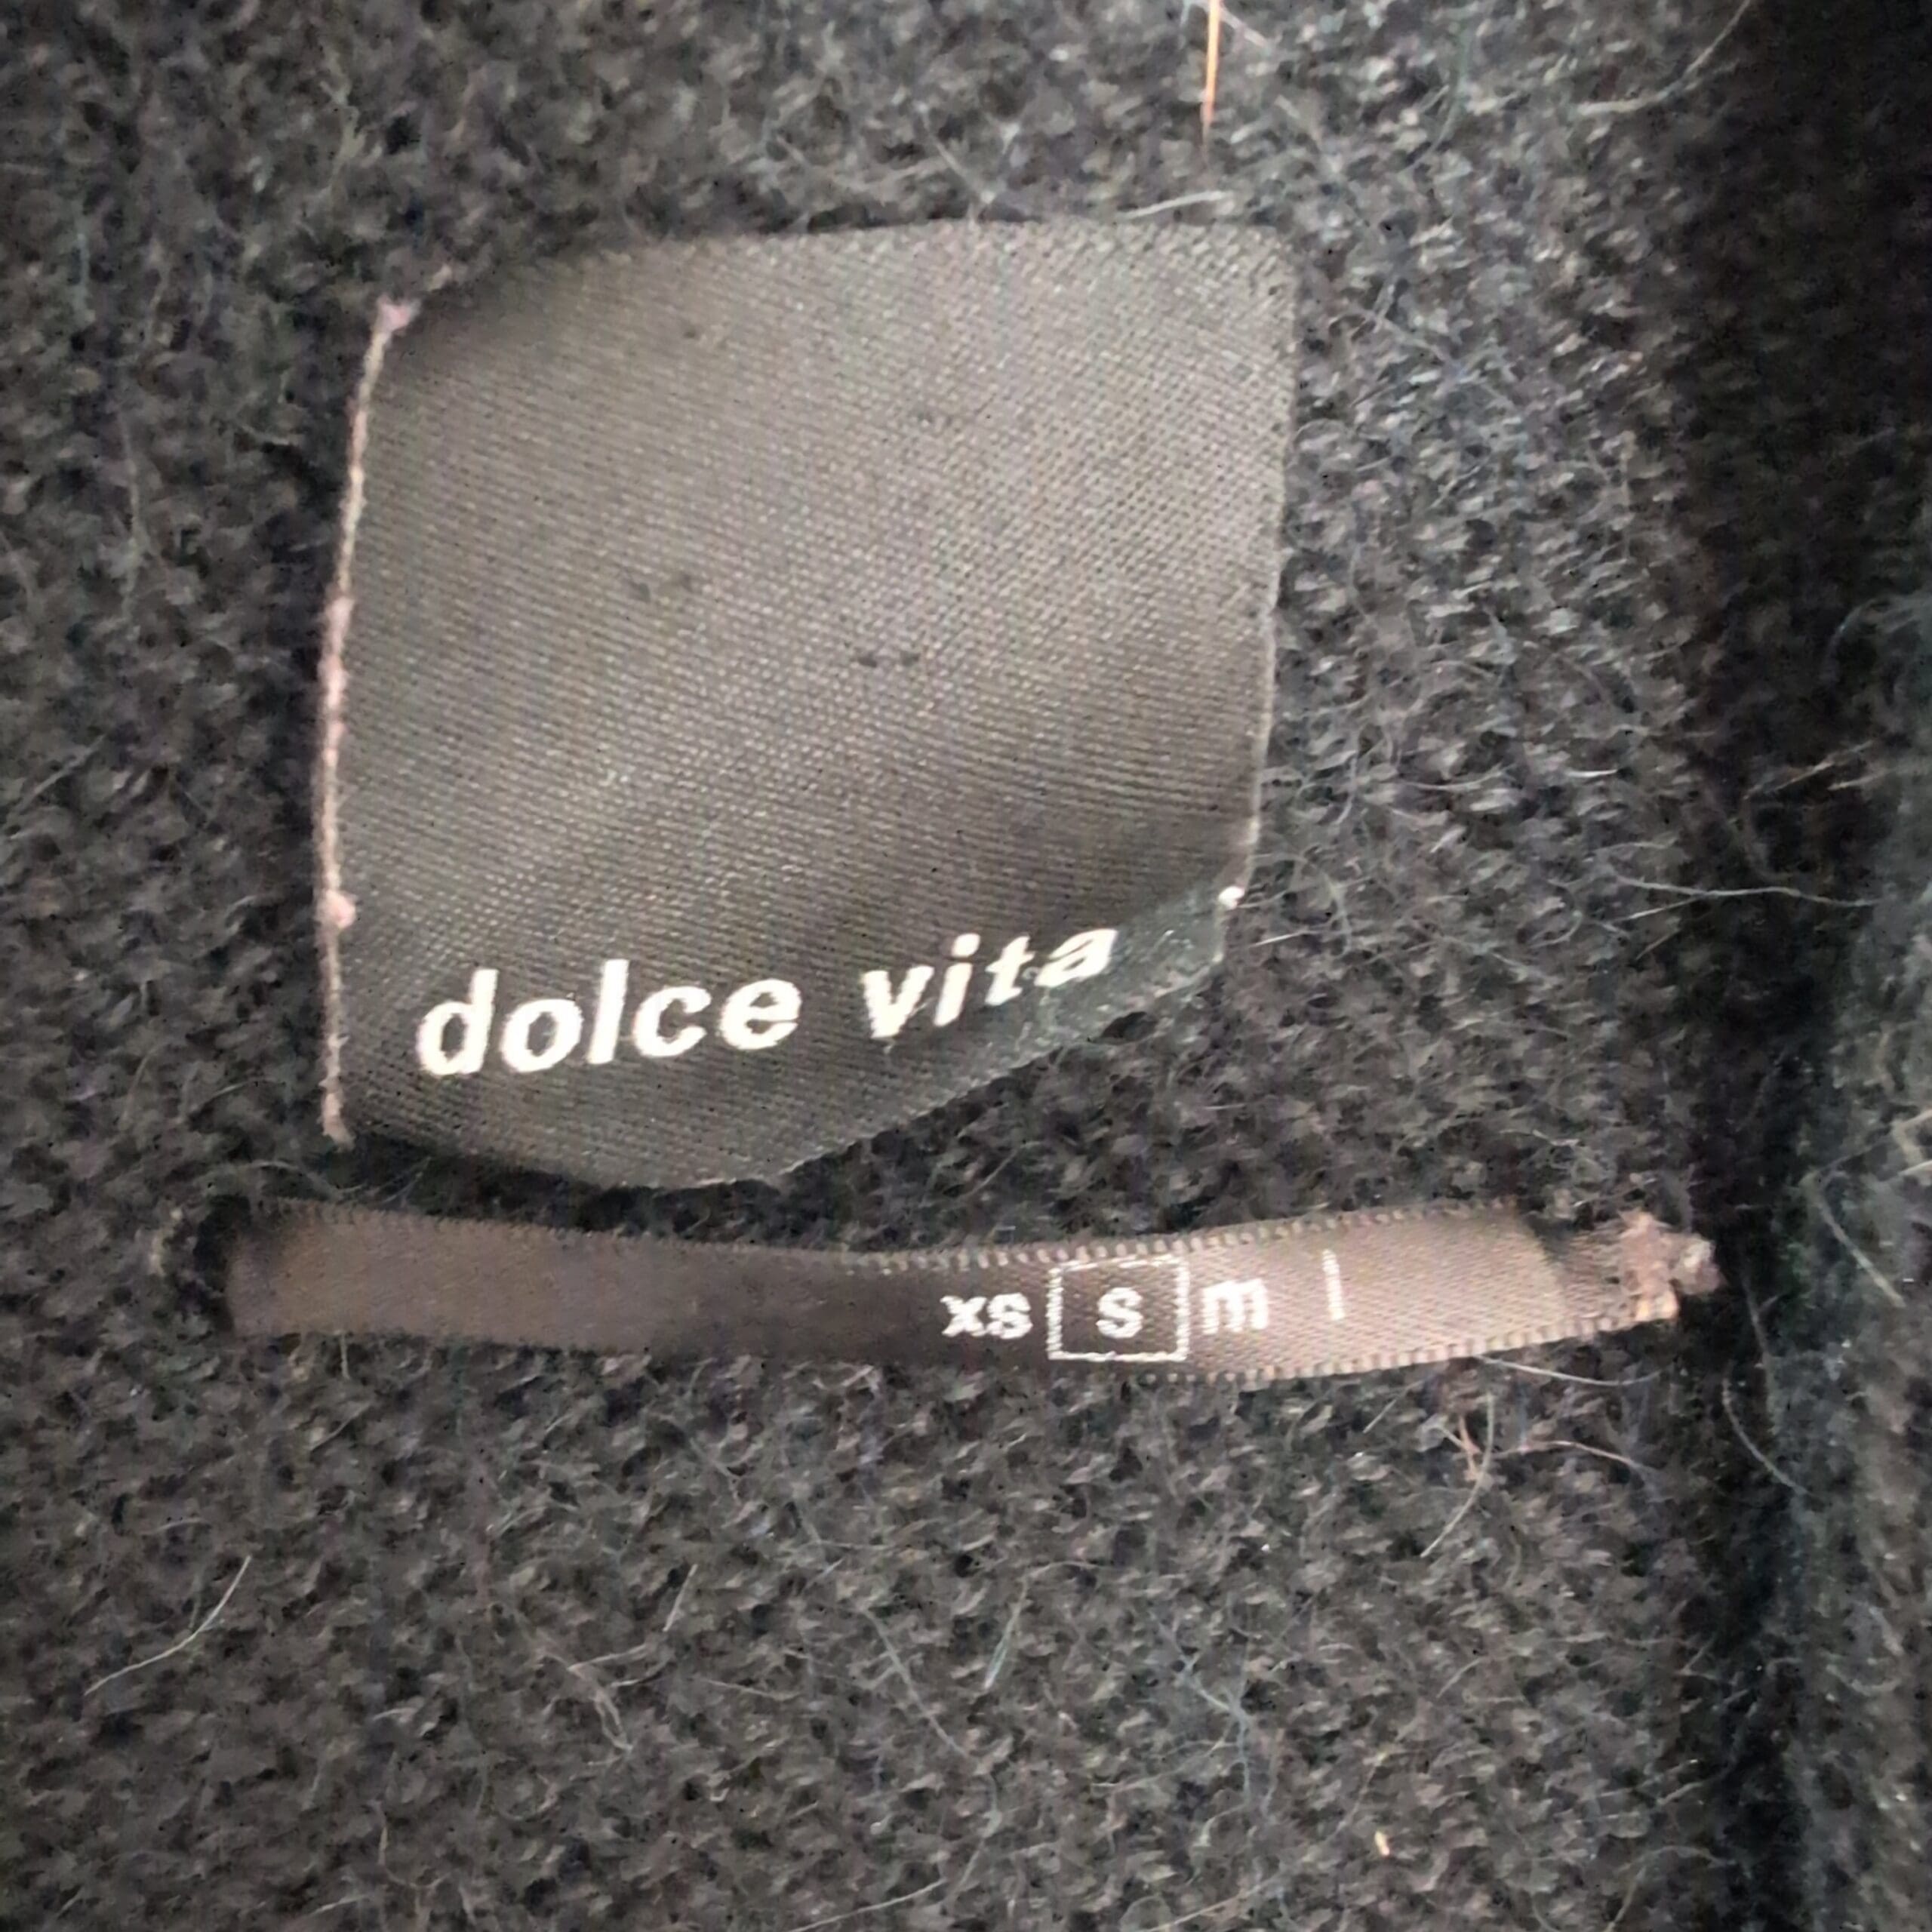 dolce vita
xs s m l